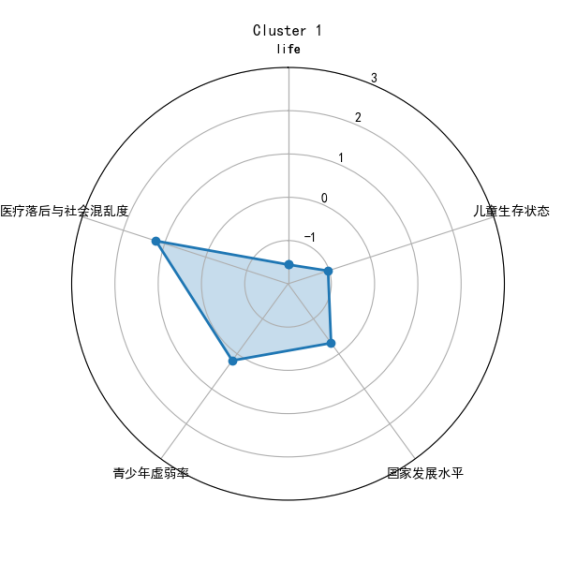 Cluster 1
life
3
2
1
0
−1
医疗落后与社会混乱度
儿童生存状态
青少年虚弱率
国家发展水平